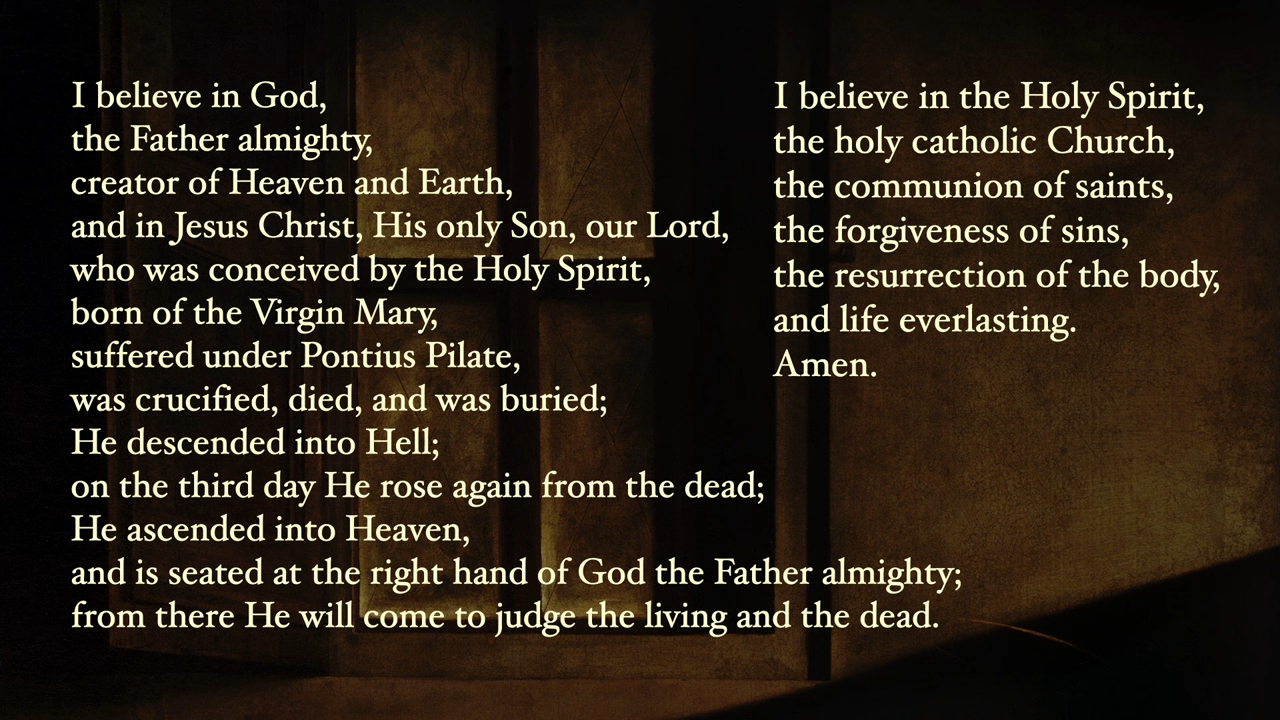 I believe in God,
the Father almighty,
creator of Heaven and Earth,
and in Jesus Christ, His only Son, our Lord,
who was conceived by the Holy Spirit,
born of the Virgin Mary,
suffered under Pontius Pilate,
was crucified, died, and was buried;
He descended into Hell;
on the third day He rose again from the dead;
He ascended into Heaven,
and is seated at the right hand of God the Father almighty;
from there He will come to judge the living and the dead.
I believe in the Holy Spirit,
the holy catholic Church,
the communion of saints,
the forgiveness of sins,
the resurrection of the body,
and life everlasting.
Amen.